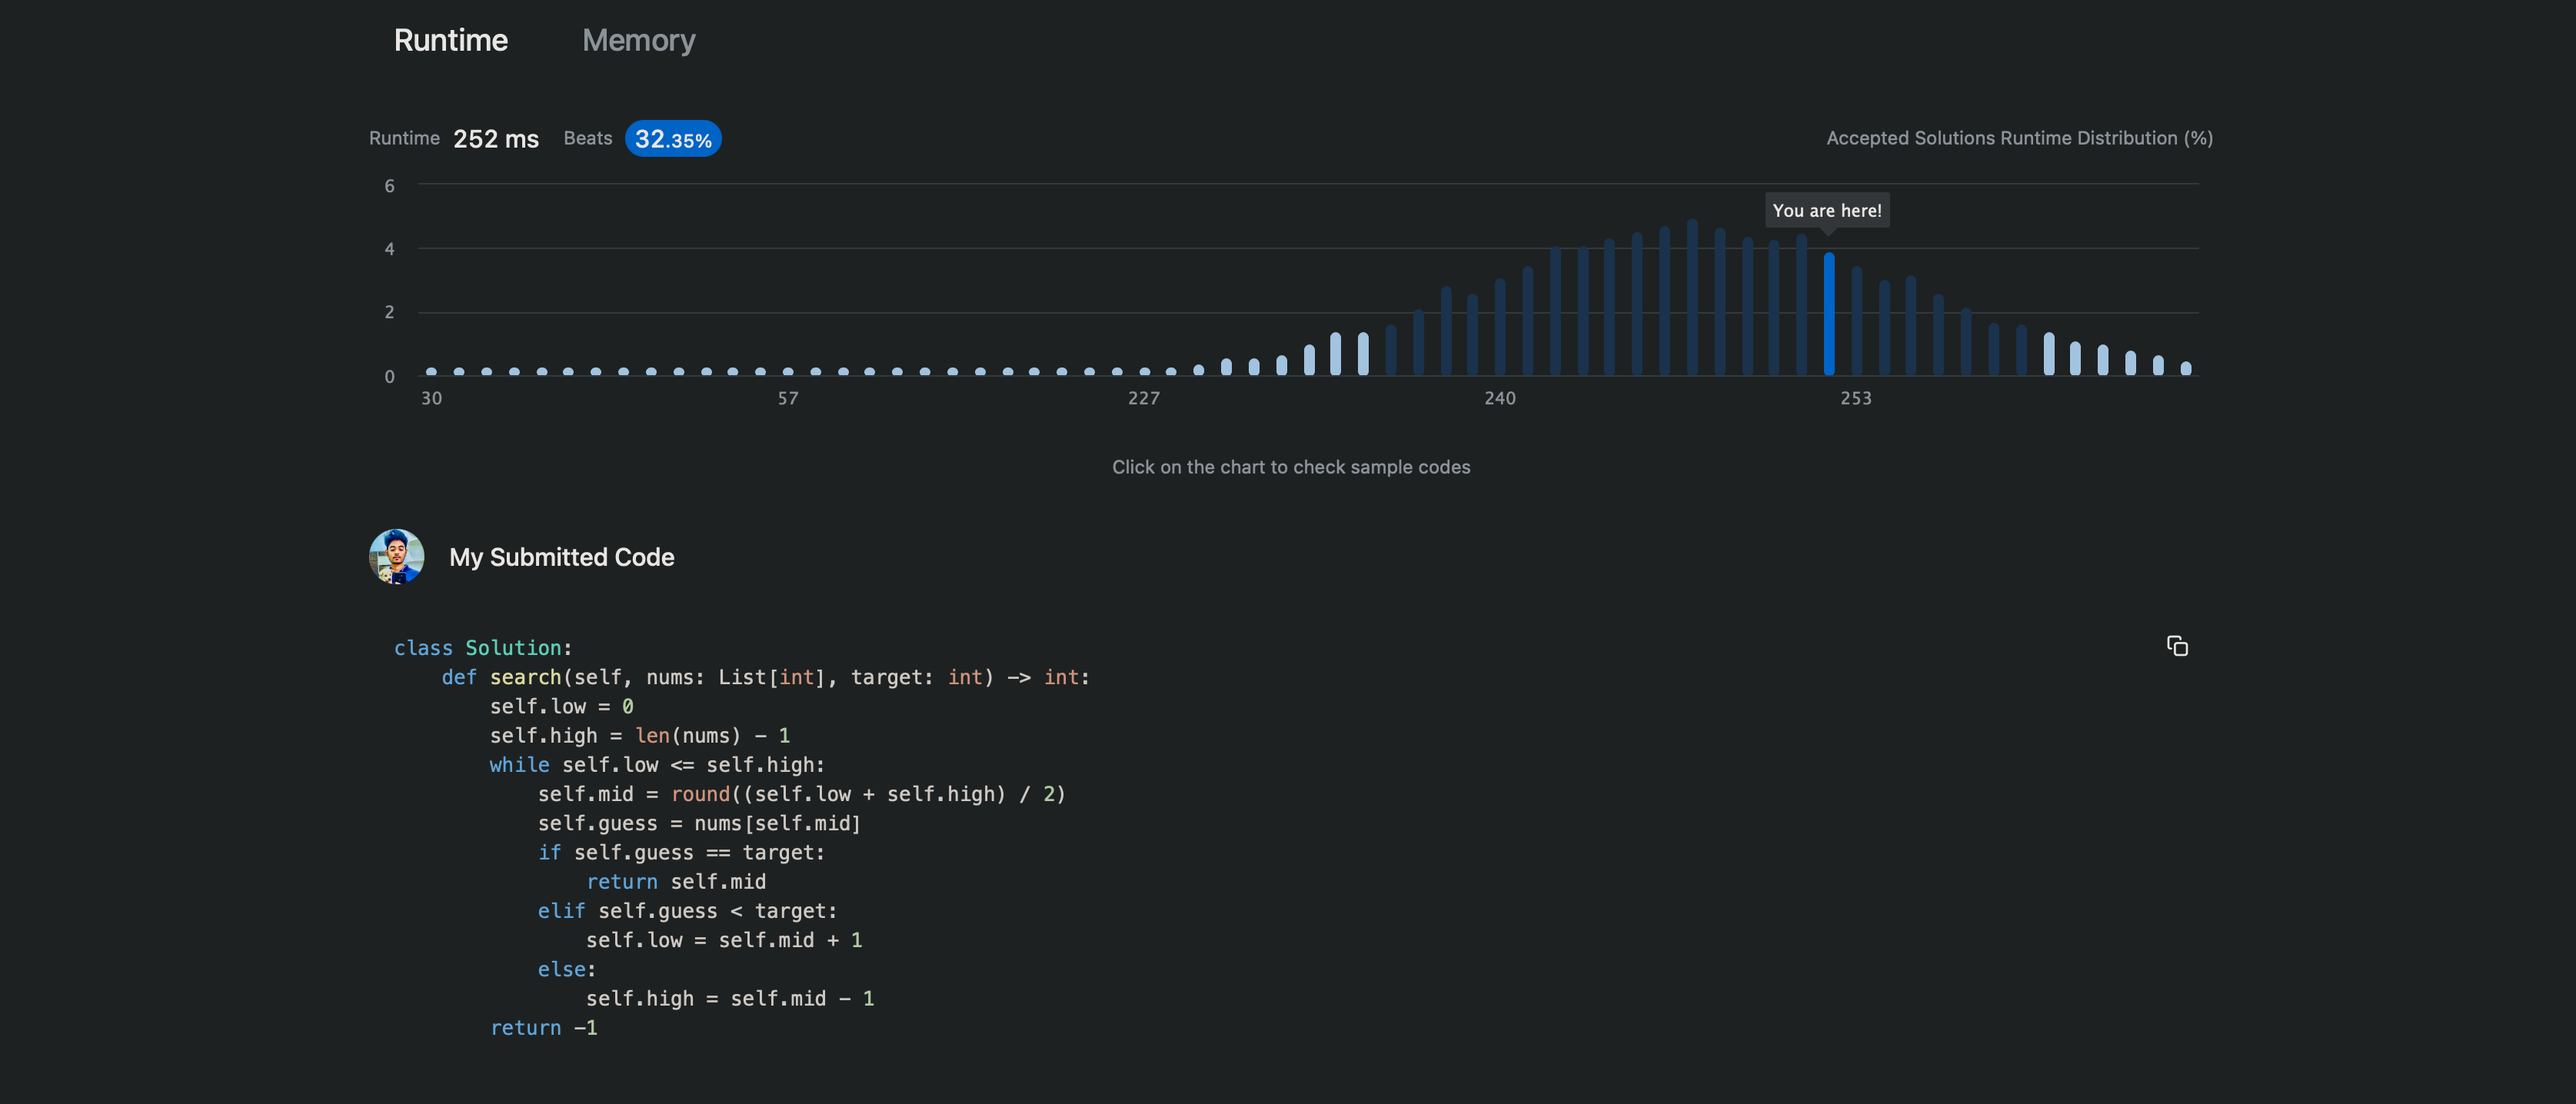 Runtime Memory
Runtime 252 ms Beats 32.35% Accepted Solutions Runtime Distribution (%)
6
You are here!
4
2
0
30 57 227 240 253
Click on the chart to check sample codes
My Submitted Code
class Solution:
    def search(self, nums: List[int], target: int) -> int:
        self.low = 0
        self.high = len(nums) - 1
        while self.low <= self.high:
            self.mid = round((self.low + self.high) / 2)
            self.guess = nums[self.mid]
            if self.guess == target:
                return self.mid
            elif self.guess < target:
                self.low = self.mid + 1
            else:
                self.high = self.mid - 1
        return -1